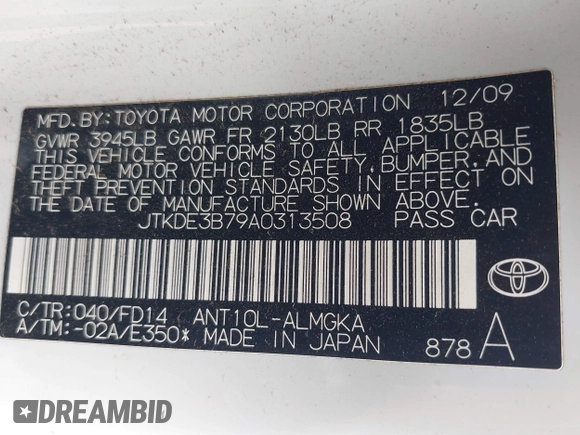 MFD.BY:TOYOTA MOTOR CORPORATION 12/09
GVWR 3945LB GAWR FR 2130LB RR 1835LB
THIS VEHICLE CONFORMS TO ALL APPLICABLE
FEDERAL MOTOR VEHICLE SAFETY,BUMPER,AND
THEFT PREVENTION STANDARDS IN EFFECT ON
THE DATE OF MANUFACTURE SHOWN ABOVE.
JTKDE3B79A0313508 PASS CAR
C/TR:040/FD14 ANT10L-ALMGKA
A/TM:-02A/E350* MADE IN JAPAN 878 A
DREAMBID